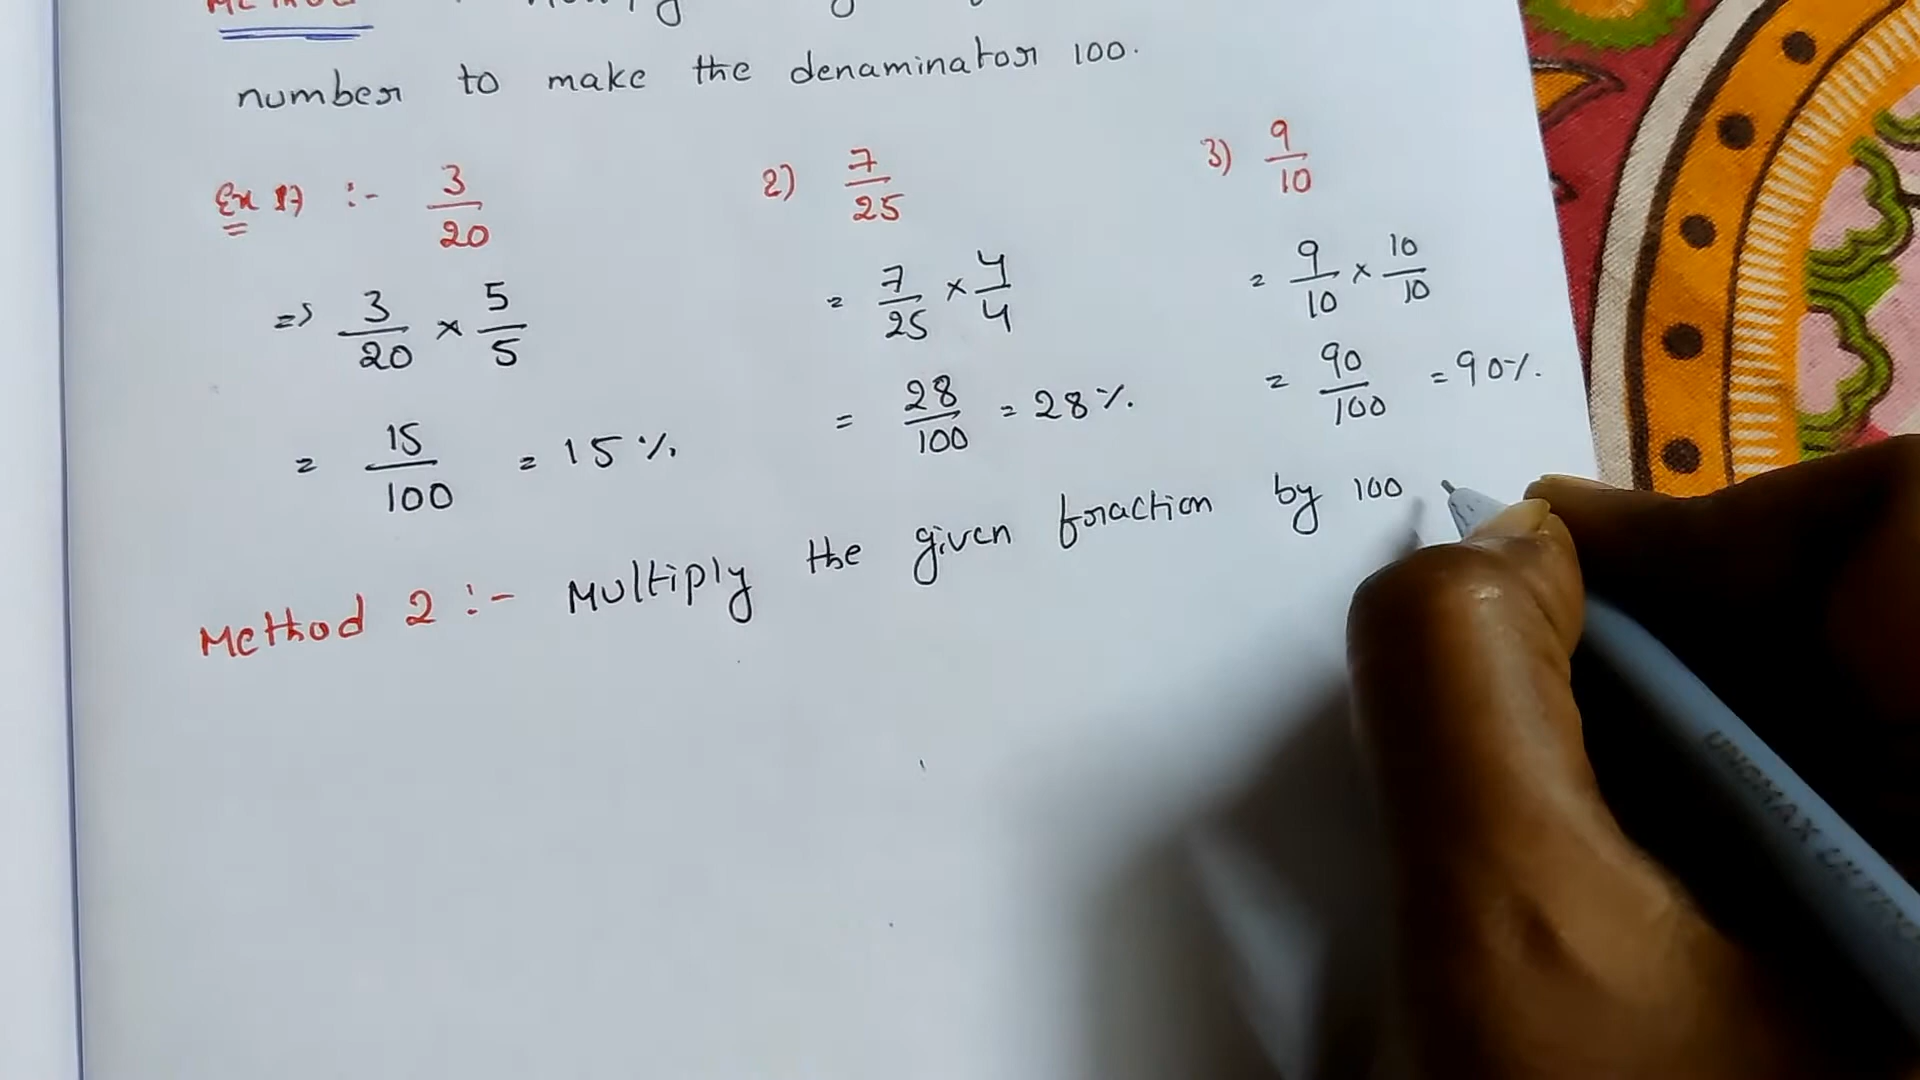 number to make the denaminator 100.
Ex 1) :- 3/20
=> 3/20 × 5/5
= 15/100 = 15%
2) 7/25
= 7/25 × 4/4
= 28/100 = 28%
3) 9/10
= 9/10 × 10/10
= 90/100 = 90%
Method 2 :- Multiply the given fraction by 100